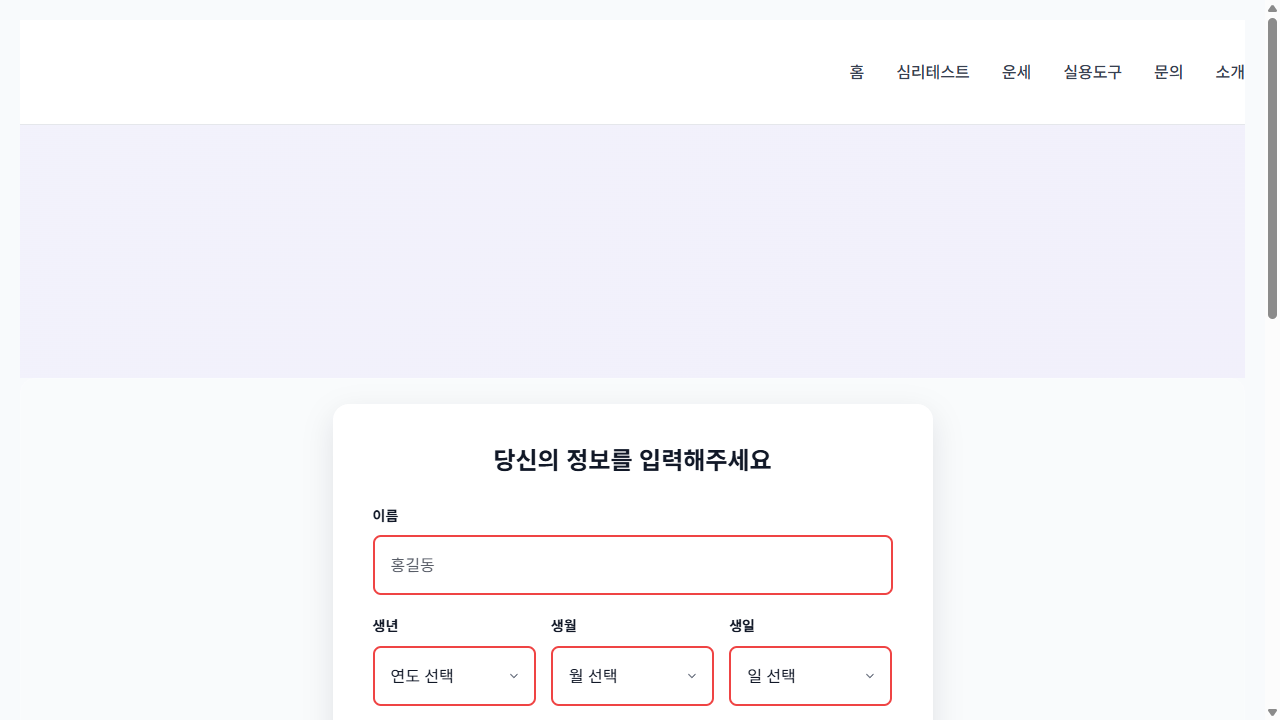 홈 심리테스트 운세 실용도구 문의 소개
당신의 정보를 입력해주세요
이름
홍길동
생년 생월 생일
연도 선택 월 선택 일 선택